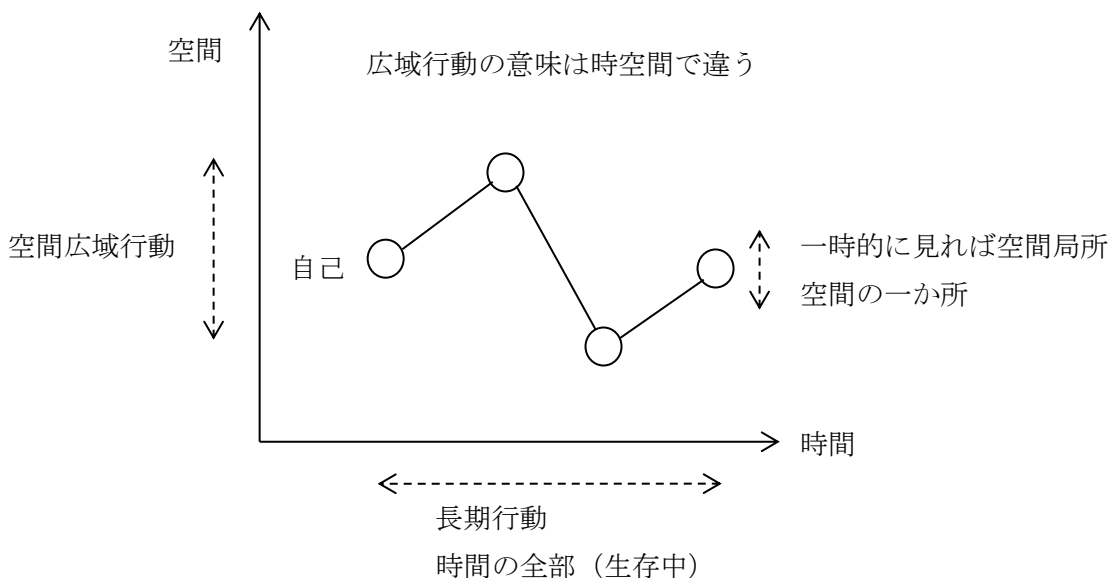 空間
広域行動の意味は時空間で違う
空間広域行動
自己
一時的に見れば空間局所
空間の一か所
時間
長期行動
時間の全部（生存中）